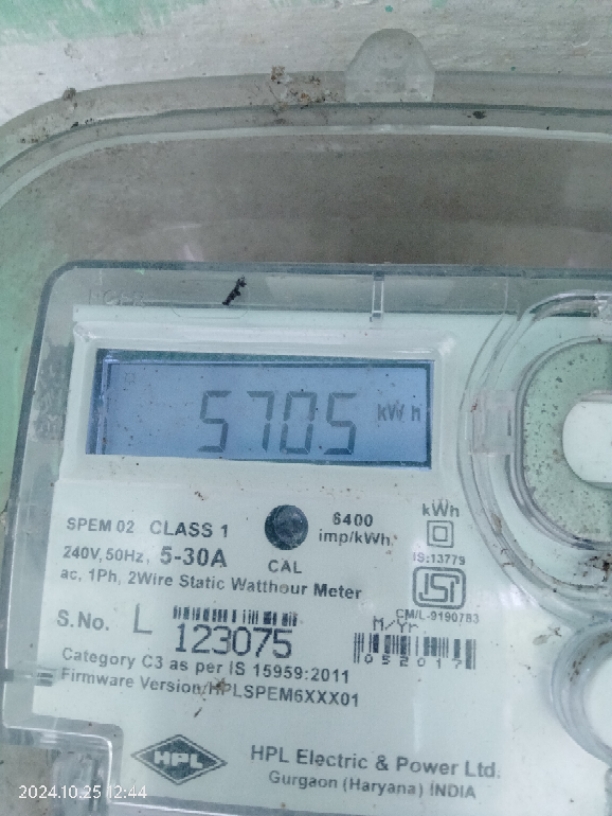 5705 kWh
SPEM 02 CLASS 1
240V, 50Hz, 5-30A
ac, 1Ph, 2Wire Static Watthour Meter
CAL
6400
imp/kWh
kWh
IS:13779
ISI
CM/L-9190783
S.No. L 123075
M/Yr
052017
Category C3 as per IS 15959:2011
Firmware Version/HPLSPEM6XXX01
HPL
HPL Electric & Power Ltd.
Gurgaon (Haryana) INDIA
2024.10.25 12:44